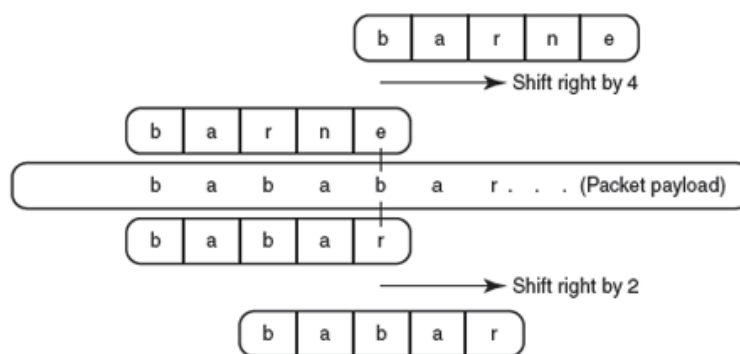 b a r n e
Shift right by 4
b a r n e
b a b a b a r . . . (Packet payload)
b a b a r
Shift right by 2
b a b a r